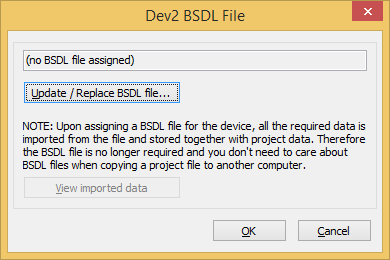 Dev2 BSDL File
(no BSDL file assigned)
Update / Replace BSDL file...
NOTE: Upon assigning a BSDL file for the device, all the required data is
imported from the file and stored together with project data. Therefore
the BSDL file is no longer required and you don't need to care about
BSDL files when copying a project file to another computer.
View imported data
OK
Cancel